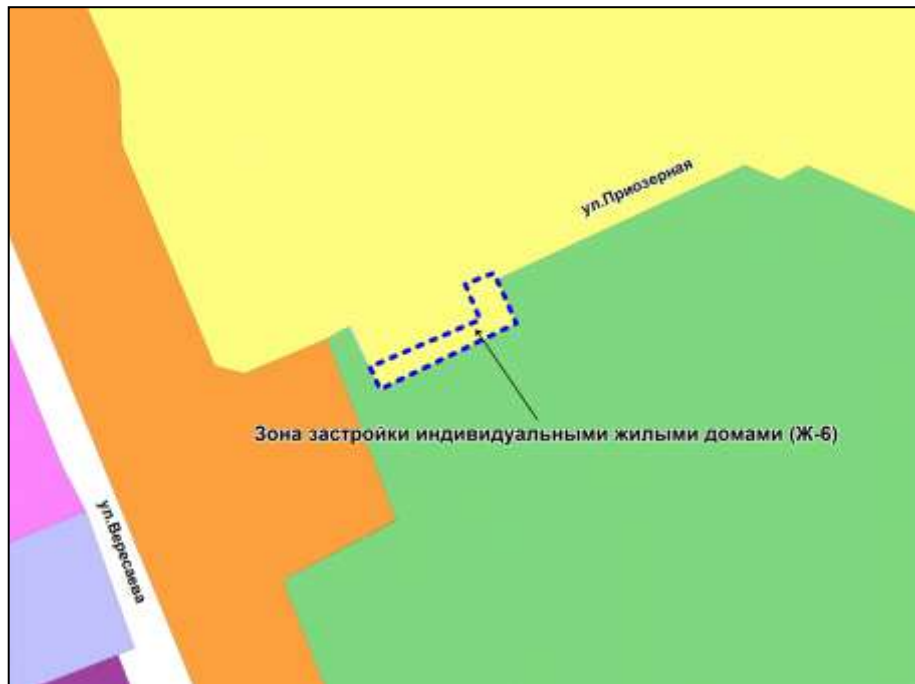 ул.Приозерная
Зона застройки индивидуальными жилыми домами (Ж-6)
ул.Вересаева